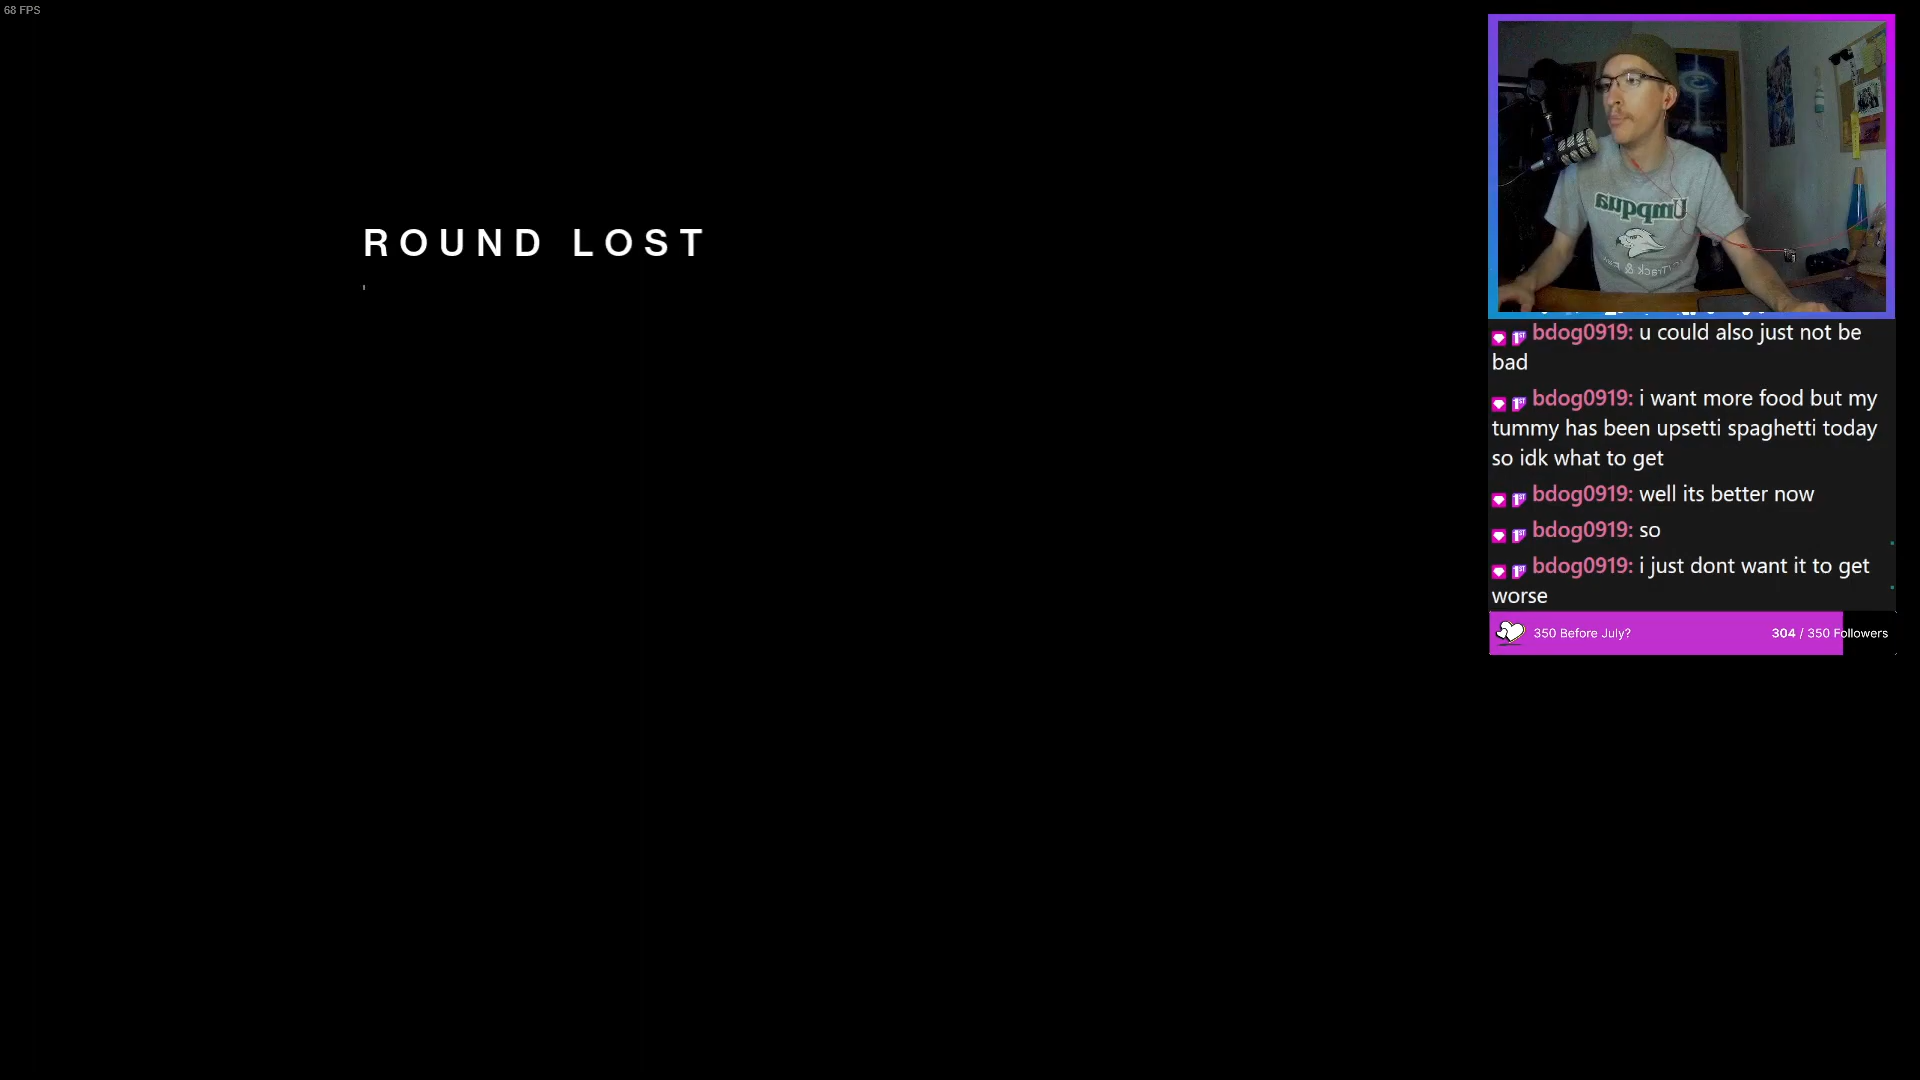 68 FPS
ROUND LOST
Umpqua
Track &
bdog0919: u could also just not be
bad
bdog0919: i want more food but my
tummy has been upsetti spaghetti today
so idk what to get
bdog0919: well its better now
bdog0919: so
bdog0919: i just dont want it to get
worse
350 Before July? 304 / 350 Followers